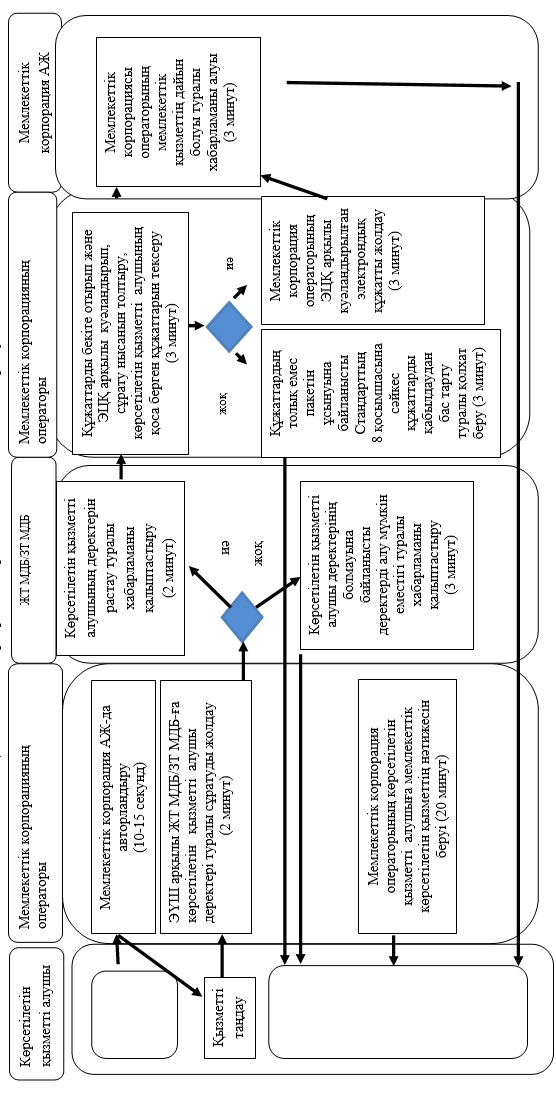 Көрсетілетін
қызметті алушы
Мемлекеттік корпорацияның
операторы
ЖТ МДБ/ЗТ МДБ
Мемлекеттік корпорацияның
операторы
Мемлекеттік
корпорация АЖ
Қызметті
таңдау
Мемлекеттік корпорация АЖ-да
авторландыру
(10-15 секунд)
ЭҮШ арқылы ЖТ МДБ/ЗТ МДБ-ға
көрсетілетін қызметті алушы
деректері туралы сұратуды жолдау
(2 минут)
Мемлекеттік корпорация
операторының көрсетілетін
қызметті алушыға мемлекеттік
көрсетілетін қызметтің нәтижесін
беруі (20 минут)
Көрсетілетін қызметті
алушының деректерін
растау туралы
хабарламаны
қалыптастыру
(2 минут)
иә
жоқ
Көрсетілетін қызметті
алушы деректерінің
болмауына
байланысты
деректерді алу мүмкін
еместігі туралы
хабарламаны
қалыптастыру
(3 минут)
Құжаттарды бекіте отырып және
ЭЦҚ арқылы куәландырып,
сұрату нысанын толтыру,
көрсетілетін қызметті алушының
қоса берген құжаттарын тексеру
(3 минут)
жоқ
иә
Құжаттардың
толық емес
пакетін
ұсынуына
байланысты
Стандарттың
8 қосымшасына
сәйкес
құжаттарды
қабылдаудан
бас тарту
туралы қолхат
беру (3 минут)
Мемлекеттік
корпорация
операторының
ЭЦҚ арқылы
куәландырылған
электрондық
құжатты жолдау
(3 минут)
Мемлекеттік
корпорациясы
операторының
мемлекеттік
қызметтің дайын
болуы туралы
хабарламаны алуы
(3 минут)